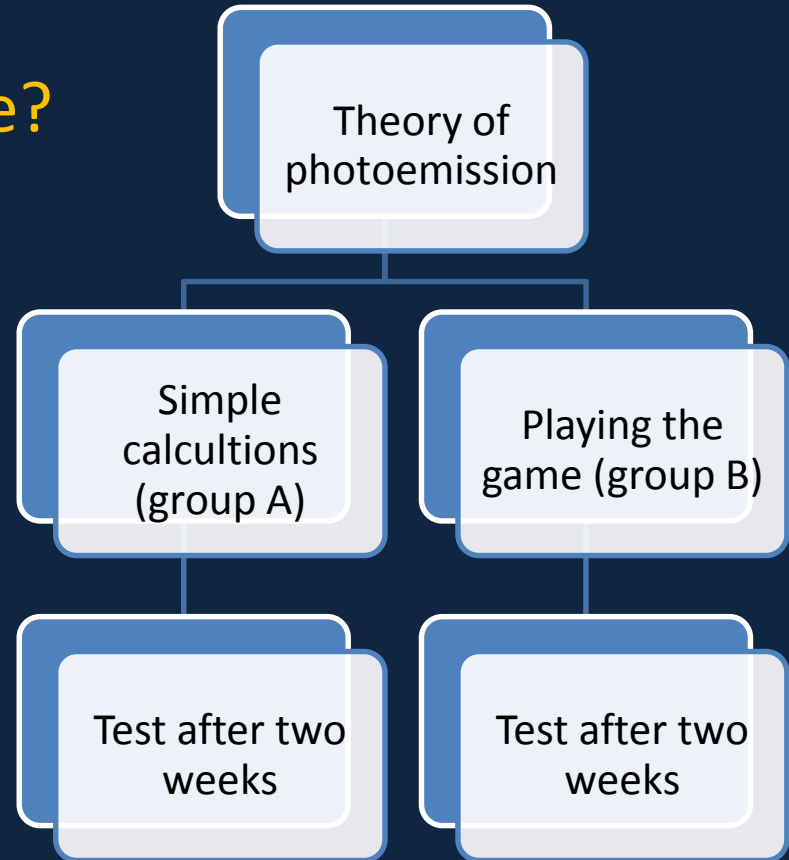 e?
Theory of
photoemission
Simple
calcultions
(group A)
Playing the
game (group B)
Test after two
weeks
Test after two
weeks